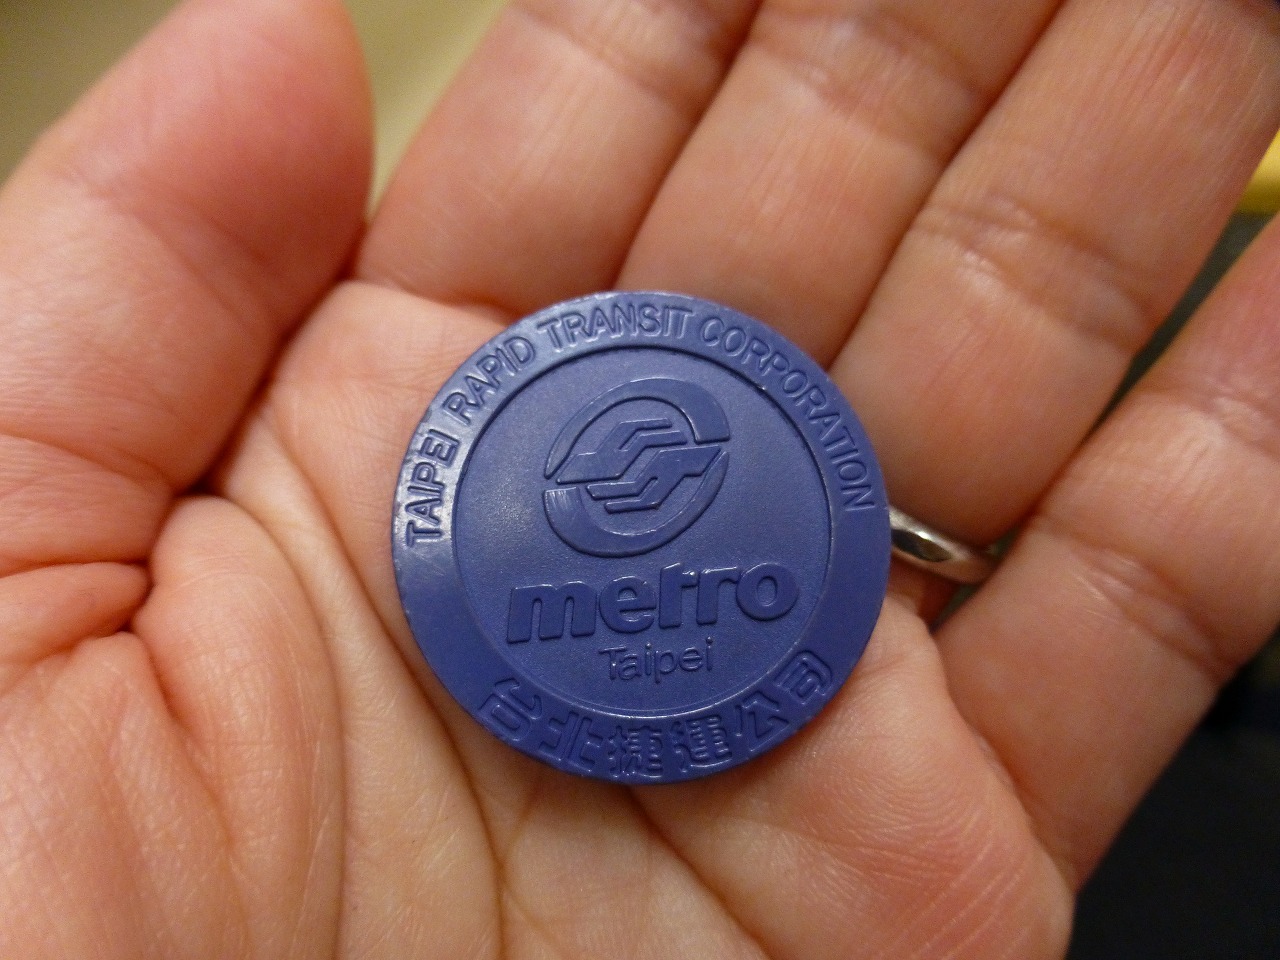 TAIPEI RAPID TRANSIT CORPORATION
metro
Taipei
台北捷運公司